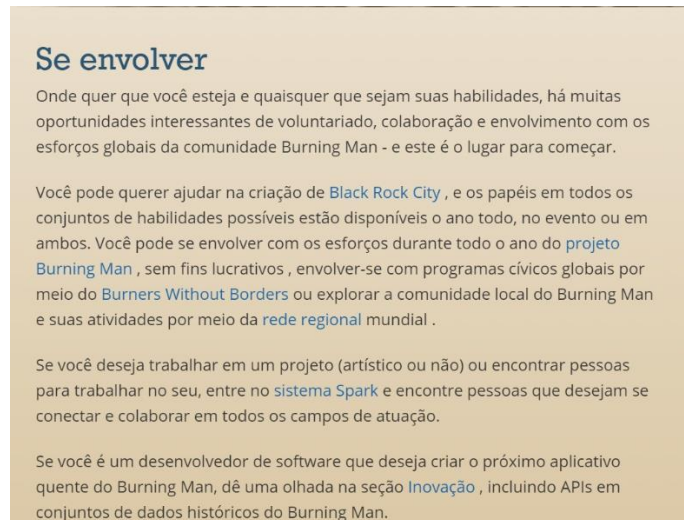 Se envolver
Onde quer que você esteja e quaisquer que sejam suas habilidades, há muitas
oportunidades interessantes de voluntariado, colaboração e envolvimento com os
esforços globais da comunidade Burning Man - e este é o lugar para começar.
Você pode querer ajudar na criação de Black Rock City , e os papéis em todos os
conjuntos de habilidades possíveis estão disponíveis o ano todo, no evento ou em
ambos. Você pode se envolver com os esforços durante todo o ano do projeto
Burning Man , sem fins lucrativos , envolver-se com programas cívicos globais por
meio do Burners Without Borders ou explorar a comunidade local do Burning Man
e suas atividades por meio da rede regional mundial .
Se você deseja trabalhar em um projeto (artístico ou não) ou encontrar pessoas
para trabalhar no seu, entre no sistema Spark e encontre pessoas que desejam se
conectar e colaborar em todos os campos de atuação.
Se você é um desenvolvedor de software que deseja criar o próximo aplicativo
quente do Burning Man, dê uma olhada na seção Inovação , incluindo APIs em
conjuntos de dados históricos do Burning Man.